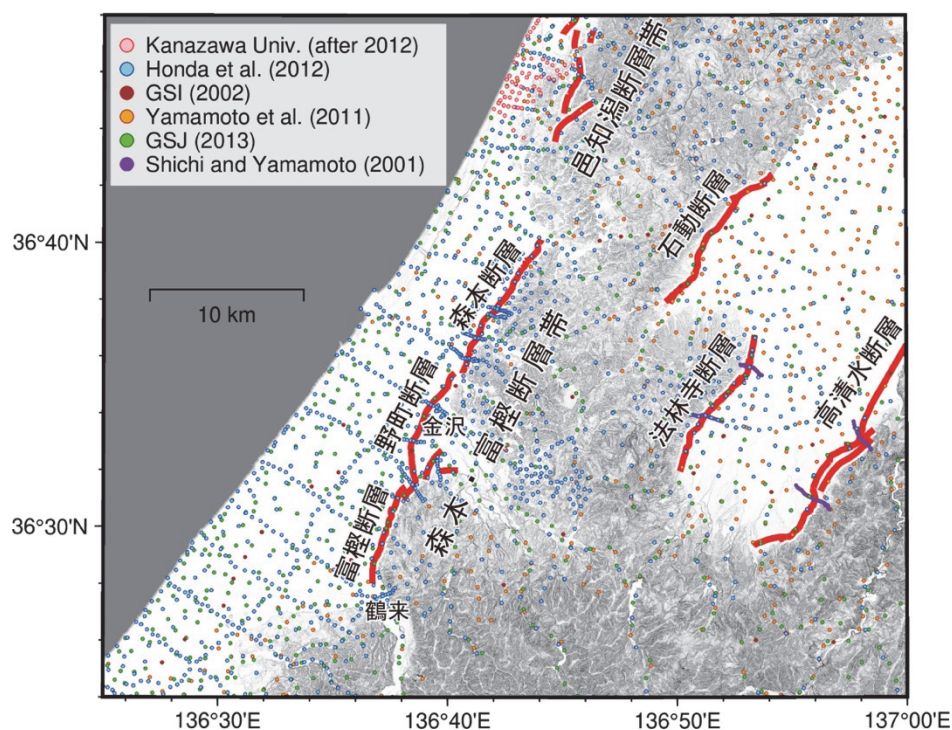 Kanazawa Univ. (after 2012)
Honda et al. (2012)
GSI (2002)
Yamamoto et al. (2011)
GSJ (2013)
Shichi and Yamamoto (2001)
邑知潟断層帯
36°40'N
石動断層
10 km
森本断層
森本・富樫断層帯
法林寺断層
高清水断層
野町断層
金沢
36°30'N
富樫断層
鶴来
136°30'E
136°40'E
136°50'E
137°00'E